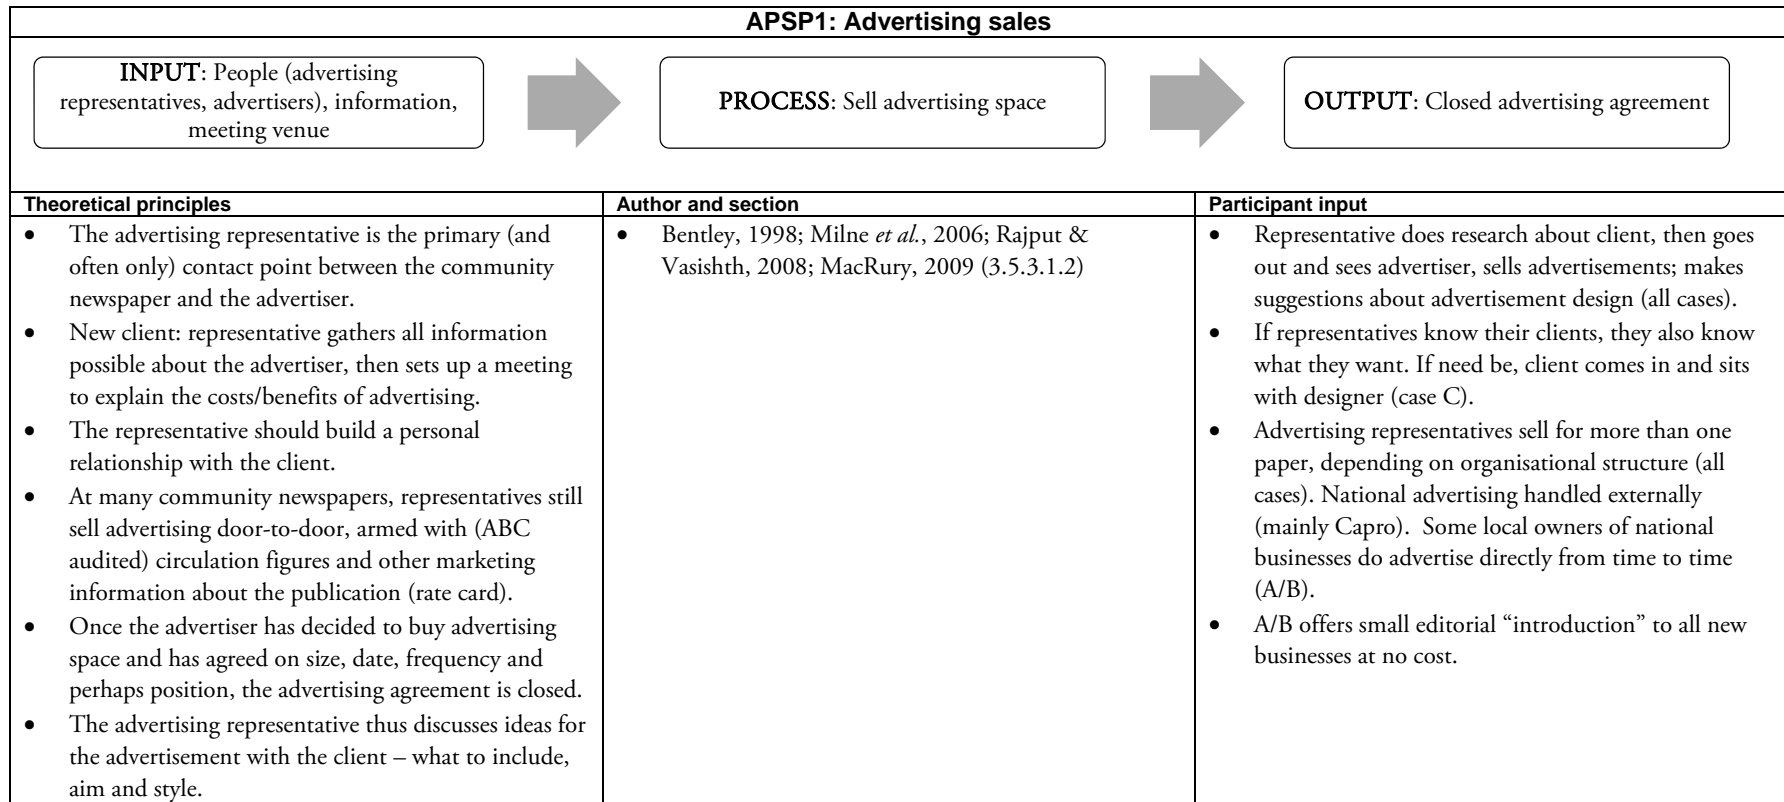 APSP1: Advertising sales
INPUT: People (advertising
representatives, advertisers), information,
meeting venue
PROCESS: Sell advertising space
OUTPUT: Closed advertising agreement
Theoretical principles
• The advertising representative is the primary (and
often only) contact point between the community
newspaper and the advertiser.
• New client: representative gathers all information
possible about the advertiser, then sets up a meeting
to explain the costs/benefits of advertising.
• The representative should build a personal
relationship with the client.
• At many community newspapers, representatives still
sell advertising door-to-door, armed with (ABC
audited) circulation figures and other marketing
information about the publication (rate card).
• Once the advertiser has decided to buy advertising
space and has agreed on size, date, frequency and
perhaps position, the advertising agreement is closed.
• The advertising representative thus discusses ideas for
the advertisement with the client – what to include,
aim and style.
Author and section
• Bentley, 1998; Milne et al., 2006; Rajput &
Vasishth, 2008; MacRury, 2009 (3.5.3.1.2)
Participant input
• Representative does research about client, then goes
out and sees advertiser, sells advertisements; makes
suggestions about advertisement design (all cases).
• If representatives know their clients, they also know
what they want. If need be, client comes in and sits
with designer (case C).
• Advertising representatives sell for more than one
paper, depending on organisational structure (all
cases). National advertising handled externally
(mainly Capro).  Some local owners of national
businesses do advertise directly from time to time
(A/B).
• A/B offers small editorial “introduction” to all new
businesses at no cost.